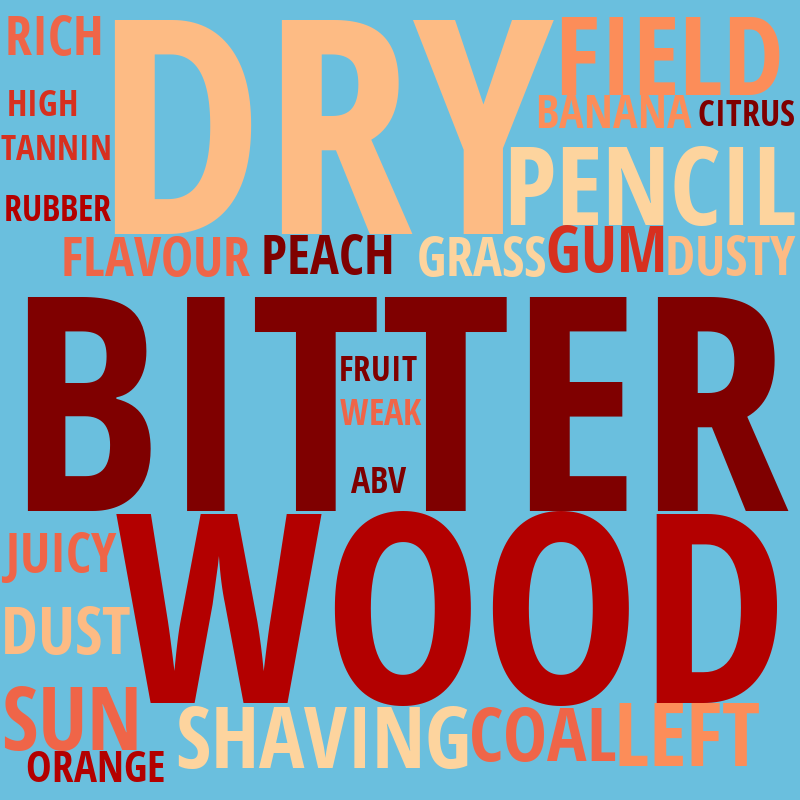 RICH
DRY
FIELD
HIGH
BANANA
CITRUS
TANNIN
PENCIL
RUBBER
FLAVOUR
PEACH
GRASS
GUM
DUSTY
BITTER
FRUIT
WEAK
ABV
WOOD
JUICY
DUST
SUN
SHAVING
COAL
LEFT
ORANGE